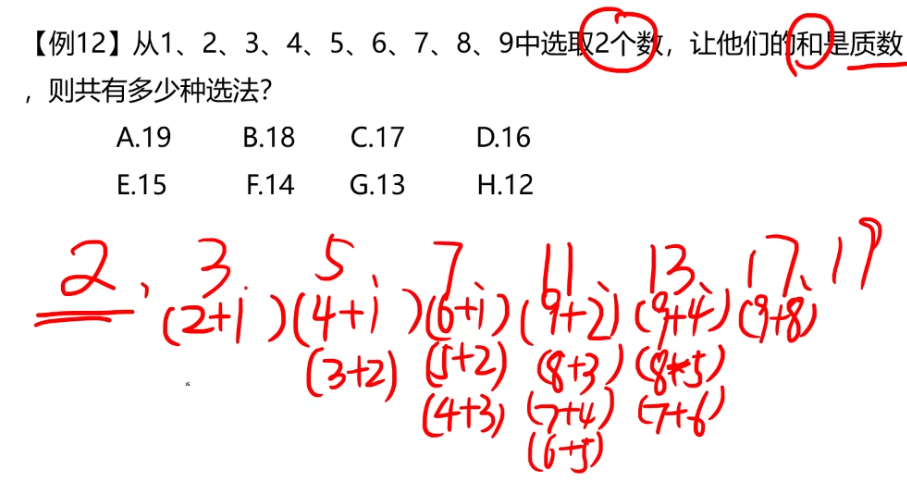 【例12】从1、2、3、4、5、6、7、8、9中选取2个数，让他们的和是质数
，则共有多少种选法？
A.19 B.18 C.17 D.16
E.15 F.14 G.13 H.12
2、3 5、7 11、13、17、19
(2+1)(4+1)(6+1)(9+2)(9+4)(9+8)
(3+2)(5+2)(8+3)(8+5)
(4+3)(7+4)(7+6)
(6+5)